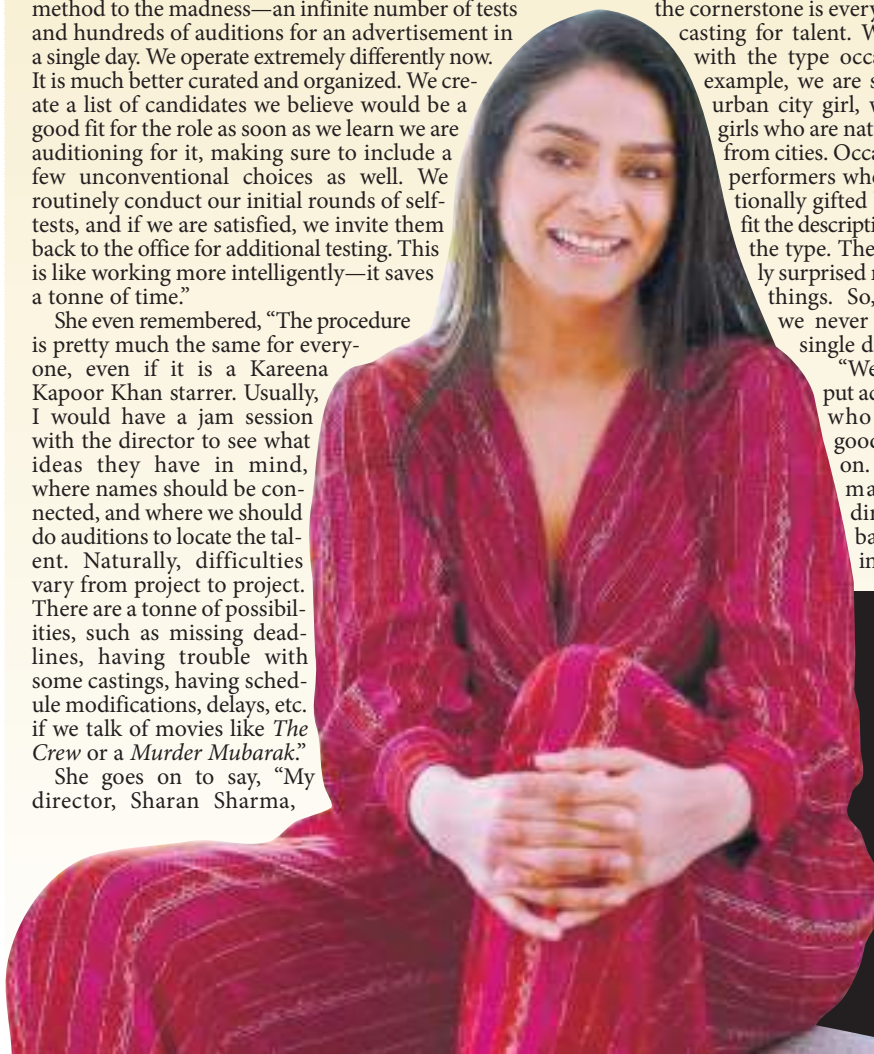 method to the madness—an infinite number of tests
and hundreds of auditions for an advertisement in
a single day. We operate extremely differently now.
It is much better curated and organized. We cre-
ate a list of candidates we believe would be a
good fit for the role as soon as we learn we are
auditioning for it, making sure to include a
few unconventional choices as well. We
routinely conduct our initial rounds of self-
tests, and if we are satisfied, we invite them
back to the office for additional testing. This
is like working more intelligently—it saves
a tonne of time.”
She even remembered, “The procedure
is pretty much the same for every-
one, even if it is a Kareena
Kapoor Khan starrer. Usually,
I would have a jam session
with the director to see what
ideas they have in mind,
where names should be con-
nected, and where we should
do auditions to locate the tal-
ent. Naturally, difficulties
vary from project to project.
There are a tonne of possibil-
ities, such as missing dead-
lines, having trouble with
some castings, having sched-
ule modifications, delays, etc.
if we talk of movies like The
Crew or a Murder Mubarak.”
She goes on to say, “My
director, Sharan Sharma,
the cornerstone is every
casting for talent.
with the type
example, we are
urban city girl,
girls who are
from cities.
performers
tionally gifted
fit the
the type.
ly surprised
things. So,
we never
single
“We
put
who
good
on.